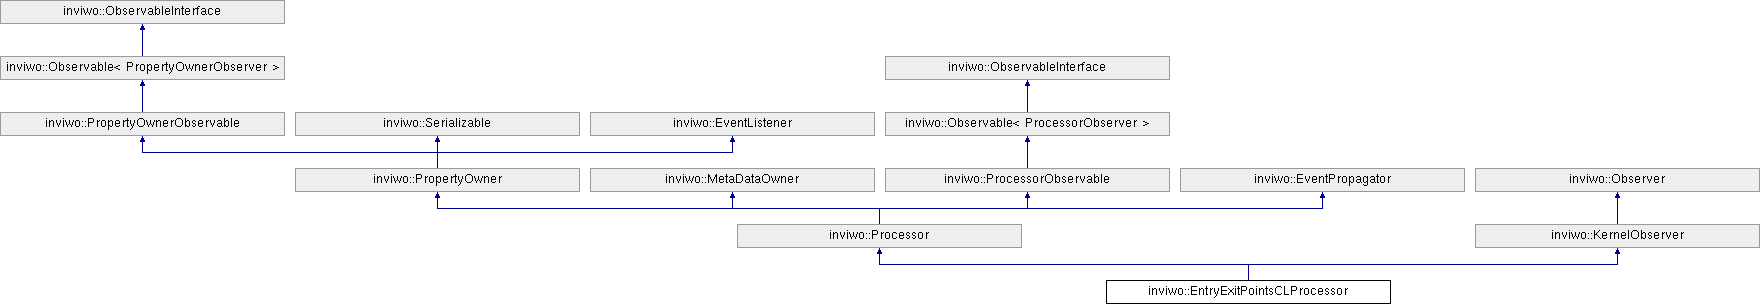 inviwo::ObservableInterface
inviwo::Observable< PropertyOwnerObserver >
inviwo::ObservableInterface
inviwo::PropertyOwnerObservable
inviwo::Serializable
inviwo::EventListener
inviwo::Observable< ProcessorObserver >
inviwo::PropertyOwner
inviwo::MetaDataOwner
inviwo::ProcessorObservable
inviwo::EventPropagator
inviwo::Observer
inviwo::Processor
inviwo::KernelObserver
inviwo::EntryExitPointsCLProcessor